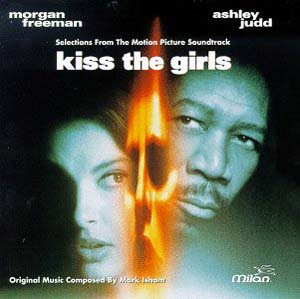 morgan freeman
ashley judd
Selections From The Motion Picture Soundtrack
kiss the girls
Original Music Composed By Mark Isham
milan